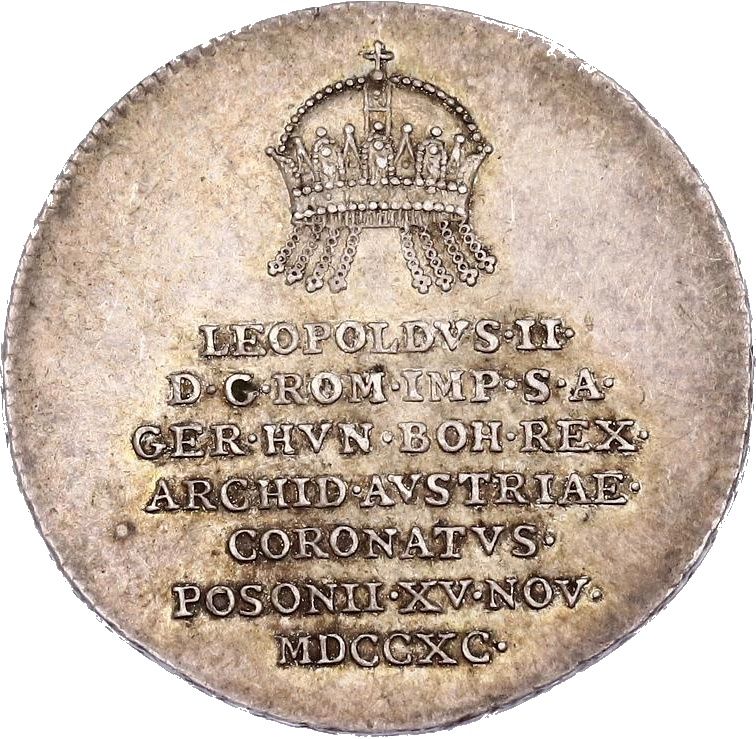 LEOPOLDVS·II·
D·G·ROM·IMP·S·A·
GER·HVN·BOH·REX·
ARCHID·AVSTRIAE·
CORONATVS·
POSONII·XV·NOV·
MDCCXC·